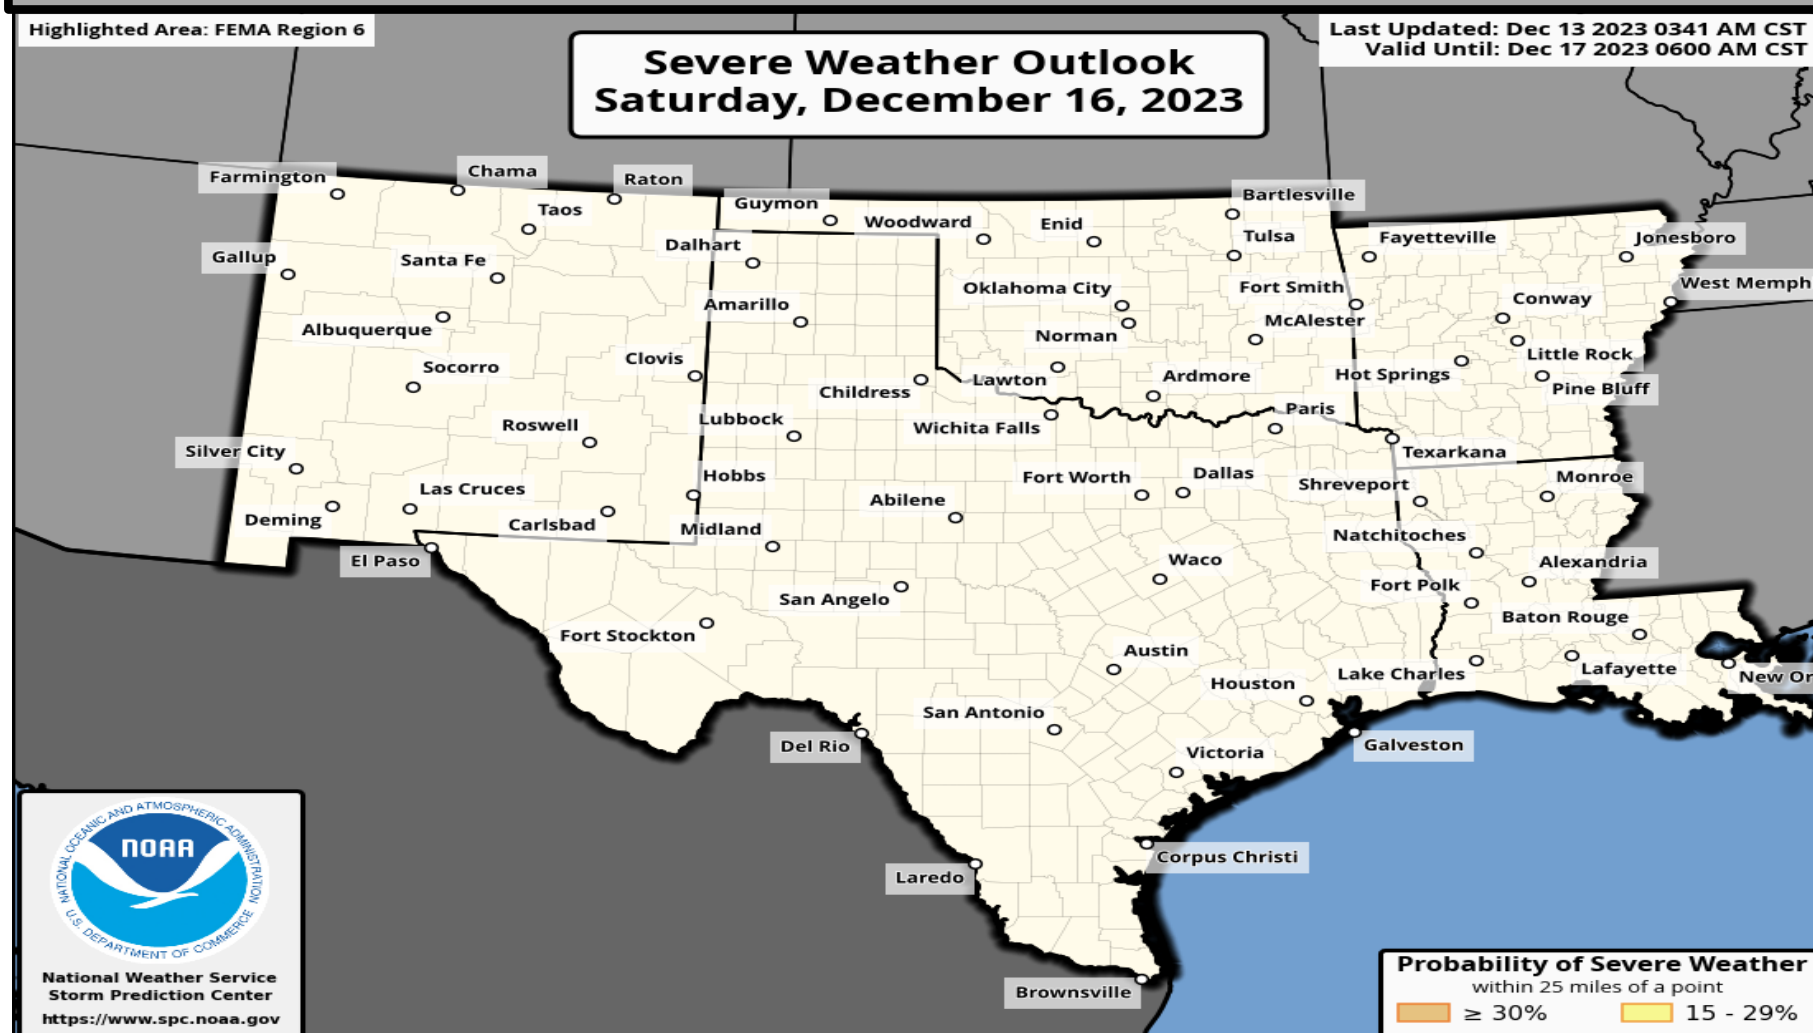 Highlighted Area: FEMA Region 6
Last Updated: Dec 13 2023 0341 AM CST
Valid Until: Dec 17 2023 0600 AM CST
Severe Weather Outlook
Saturday, December 16, 2023
Farmington
Chama
Raton
Taos
Guymon
Woodward
Enid
Bartlesville
Tulsa
Fayetteville
Jonesboro
Gallup
Santa Fe
Dalhart
Oklahoma City
Fort Smith
Conway
West Memph
Albuquerque
Amarillo
Norman
McAlester
Little Rock
Socorro
Clovis
Childress
Lawton
Ardmore
Hot Springs
Pine Bluff
Roswell
Lubbock
Wichita Falls
Paris
Texarkana
Silver City
Las Cruces
Hobbs
Abilene
Fort Worth
Dallas
Shreveport
Monroe
Deming
Carlsbad
Midland
Natchitoches
El Paso
San Angelo
Waco
Fort Polk
Alexandria
Fort Stockton
Austin
Baton Rouge
Houston
Lake Charles
Lafayette
New Or
San Antonio
Del Rio
Victoria
Galveston
Corpus Christi
Laredo
Brownsville
NATIONAL OCEANIC AND ATMOSPHERIC ADMINISTRATION
NOAA
U.S. DEPARTMENT OF COMMERCE
National Weather Service
Storm Prediction Center
https://www.spc.noaa.gov
Probability of Severe Weather
within 25 miles of a point
≥ 30%
15 - 29%